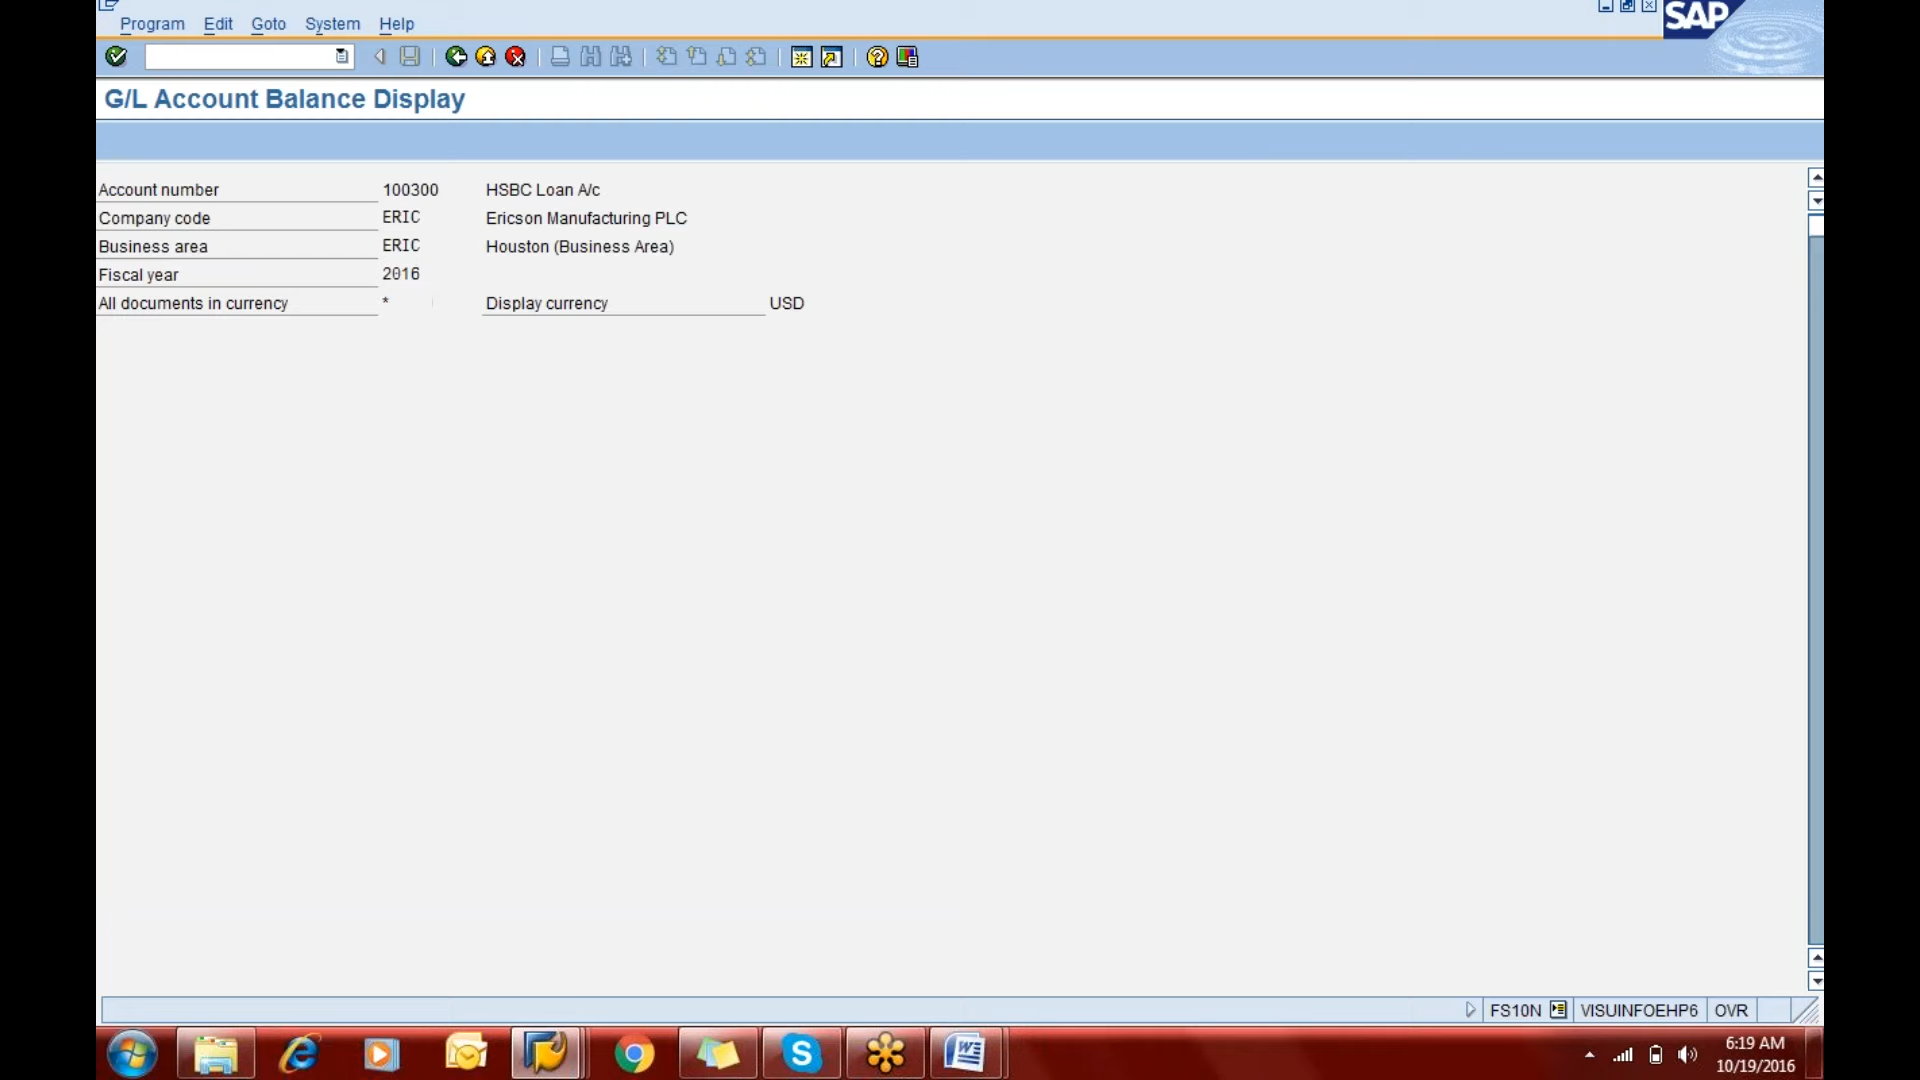 Program Edit Goto System Help
SAP
G/L Account Balance Display
Account number 100300 HSBC Loan A/c
Company code ERIC Ericson Manufacturing PLC
Business area ERIC Houston (Business Area)
Fiscal year 2016
All documents in currency * Display currency USD
FS10N VISUINFOEHP6 OVR
6:19 AM
10/19/2016